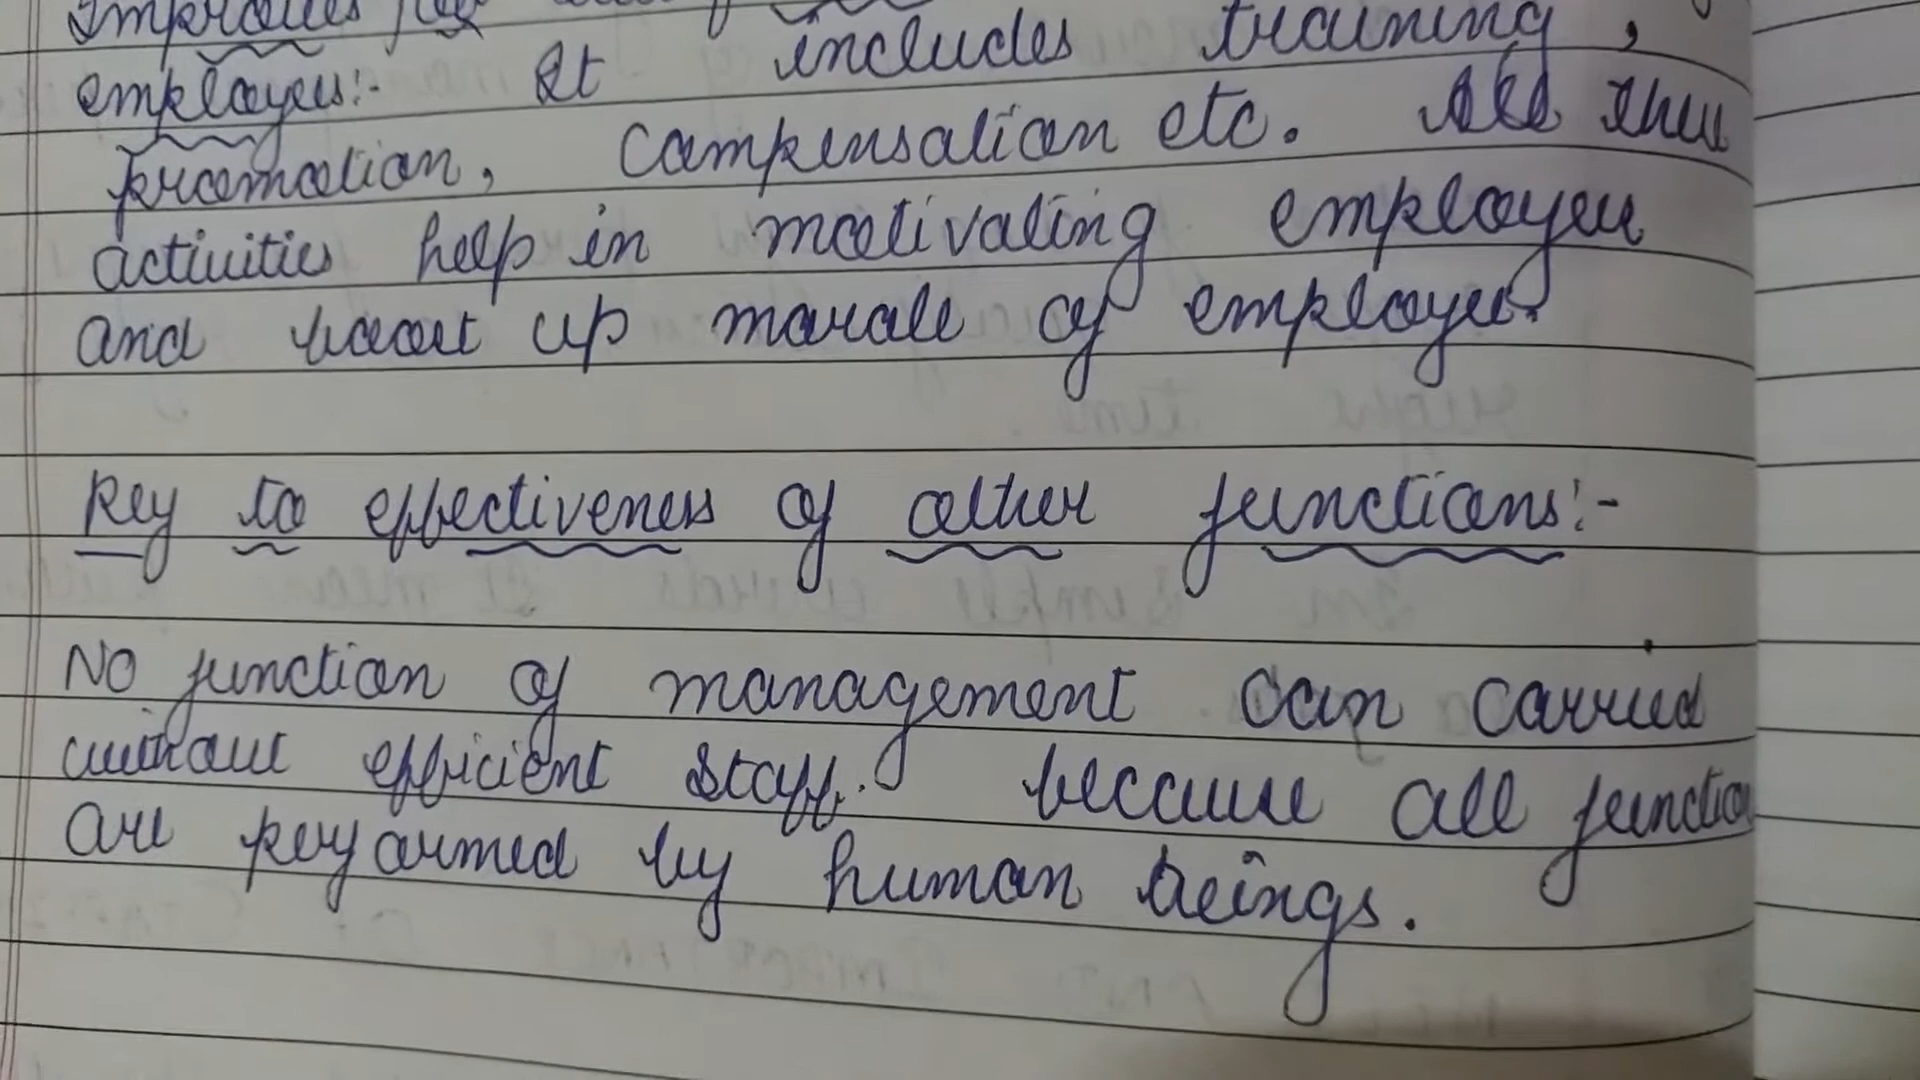 Improves
employees:- It includes training,
promotion, compensation etc. All these
activities help in motivating employees
and boost up morale of employees.
Key to effectiveness of other functions:-
No function of management can carried
without efficient staff. because all function
are performed by human beings.